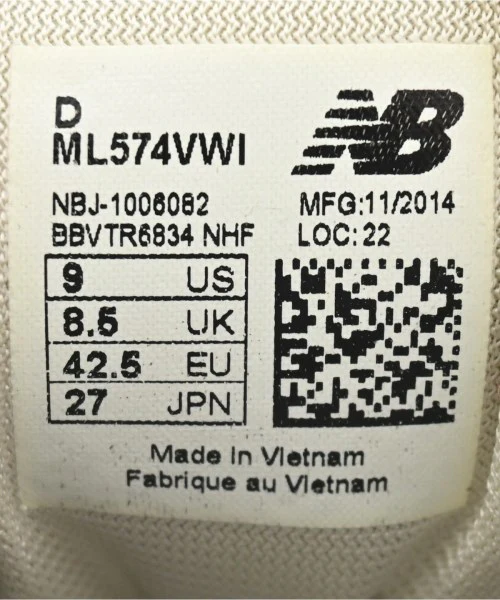 D
ML574VWI
NB
NBJ-1006082
MFG:11/2014
BBVTR6834 NHF
LOC:22
9 US
8.5 UK
42.5 EU
27 JPN
Made in Vietnam
Fabrique au Vietnam